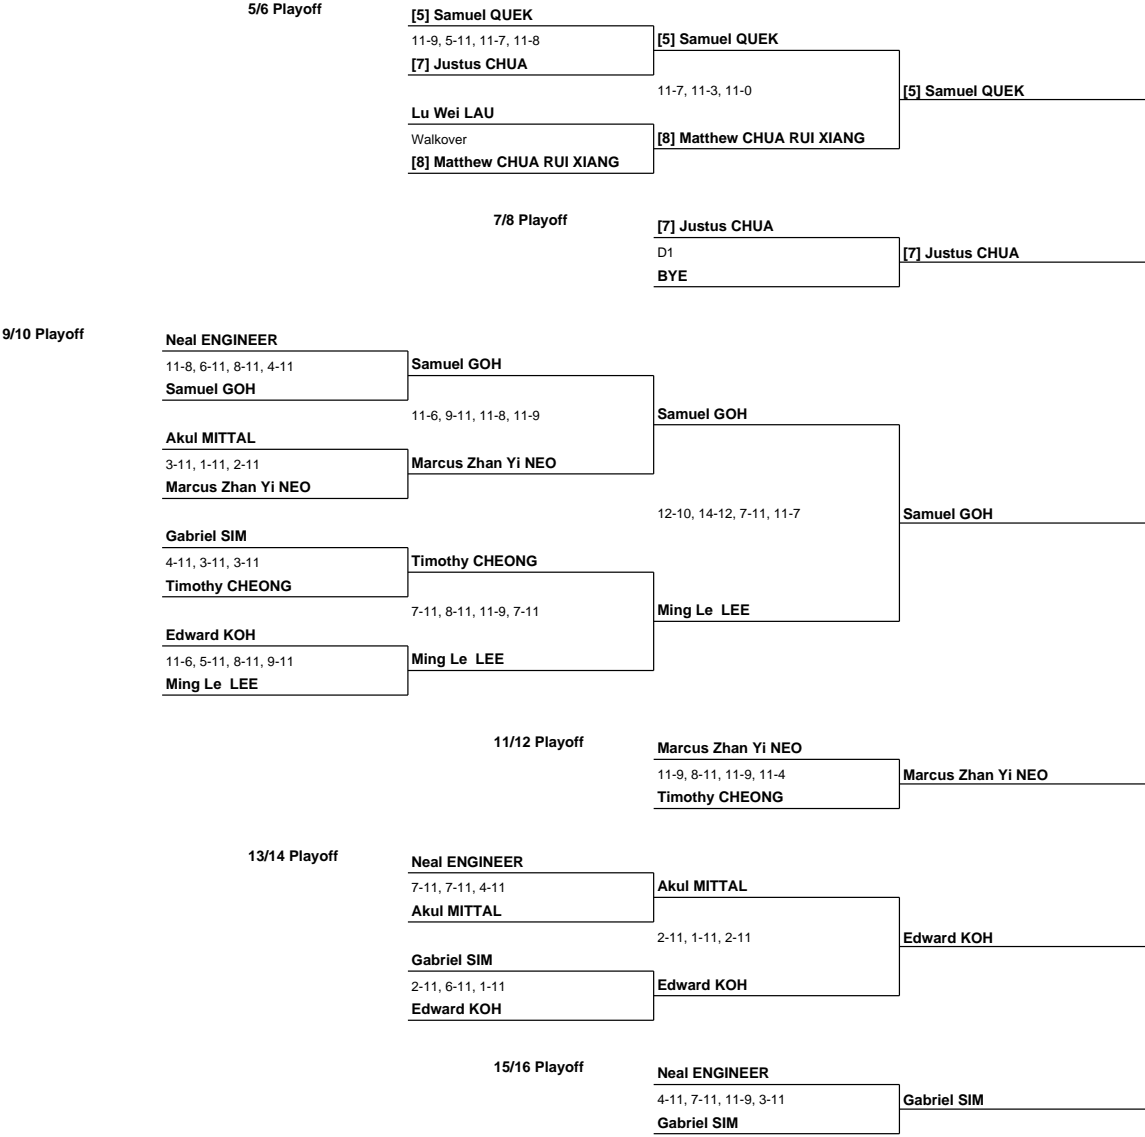 5/6 Playoff
[5] Samuel QUEK
11-9, 5-11, 11-7, 11-8
[7] Justus CHUA
[5] Samuel QUEK
11-7, 11-3, 11-0
[5] Samuel QUEK
Lu Wei LAU
Walkover
[8] Matthew CHUA RUI XIANG
[8] Matthew CHUA RUI XIANG
7/8 Playoff
[7] Justus CHUA
D1
BYE
[7] Justus CHUA
9/10 Playoff
Neal ENGINEER
11-8, 6-11, 8-11, 4-11
Samuel GOH
Samuel GOH
11-6, 9-11, 11-8, 11-9
Samuel GOH
Akul MITTAL
3-11, 1-11, 2-11
Marcus Zhan Yi NEO
Marcus Zhan Yi NEO
12-10, 14-12, 7-11, 11-7
Samuel GOH
Gabriel SIM
4-11, 3-11, 3-11
Timothy CHEONG
Timothy CHEONG
7-11, 8-11, 11-9, 7-11
Ming Le  LEE
Edward KOH
11-6, 5-11, 8-11, 9-11
Ming Le  LEE
Ming Le  LEE
11/12 Playoff
Marcus Zhan Yi NEO
11-9, 8-11, 11-9, 11-4
Timothy CHEONG
Marcus Zhan Yi NEO
13/14 Playoff
Neal ENGINEER
7-11, 7-11, 4-11
Akul MITTAL
Akul MITTAL
2-11, 1-11, 2-11
Edward KOH
Gabriel SIM
2-11, 6-11, 1-11
Edward KOH
Edward KOH
15/16 Playoff
Neal ENGINEER
4-11, 7-11, 11-9, 3-11
Gabriel SIM
Gabriel SIM